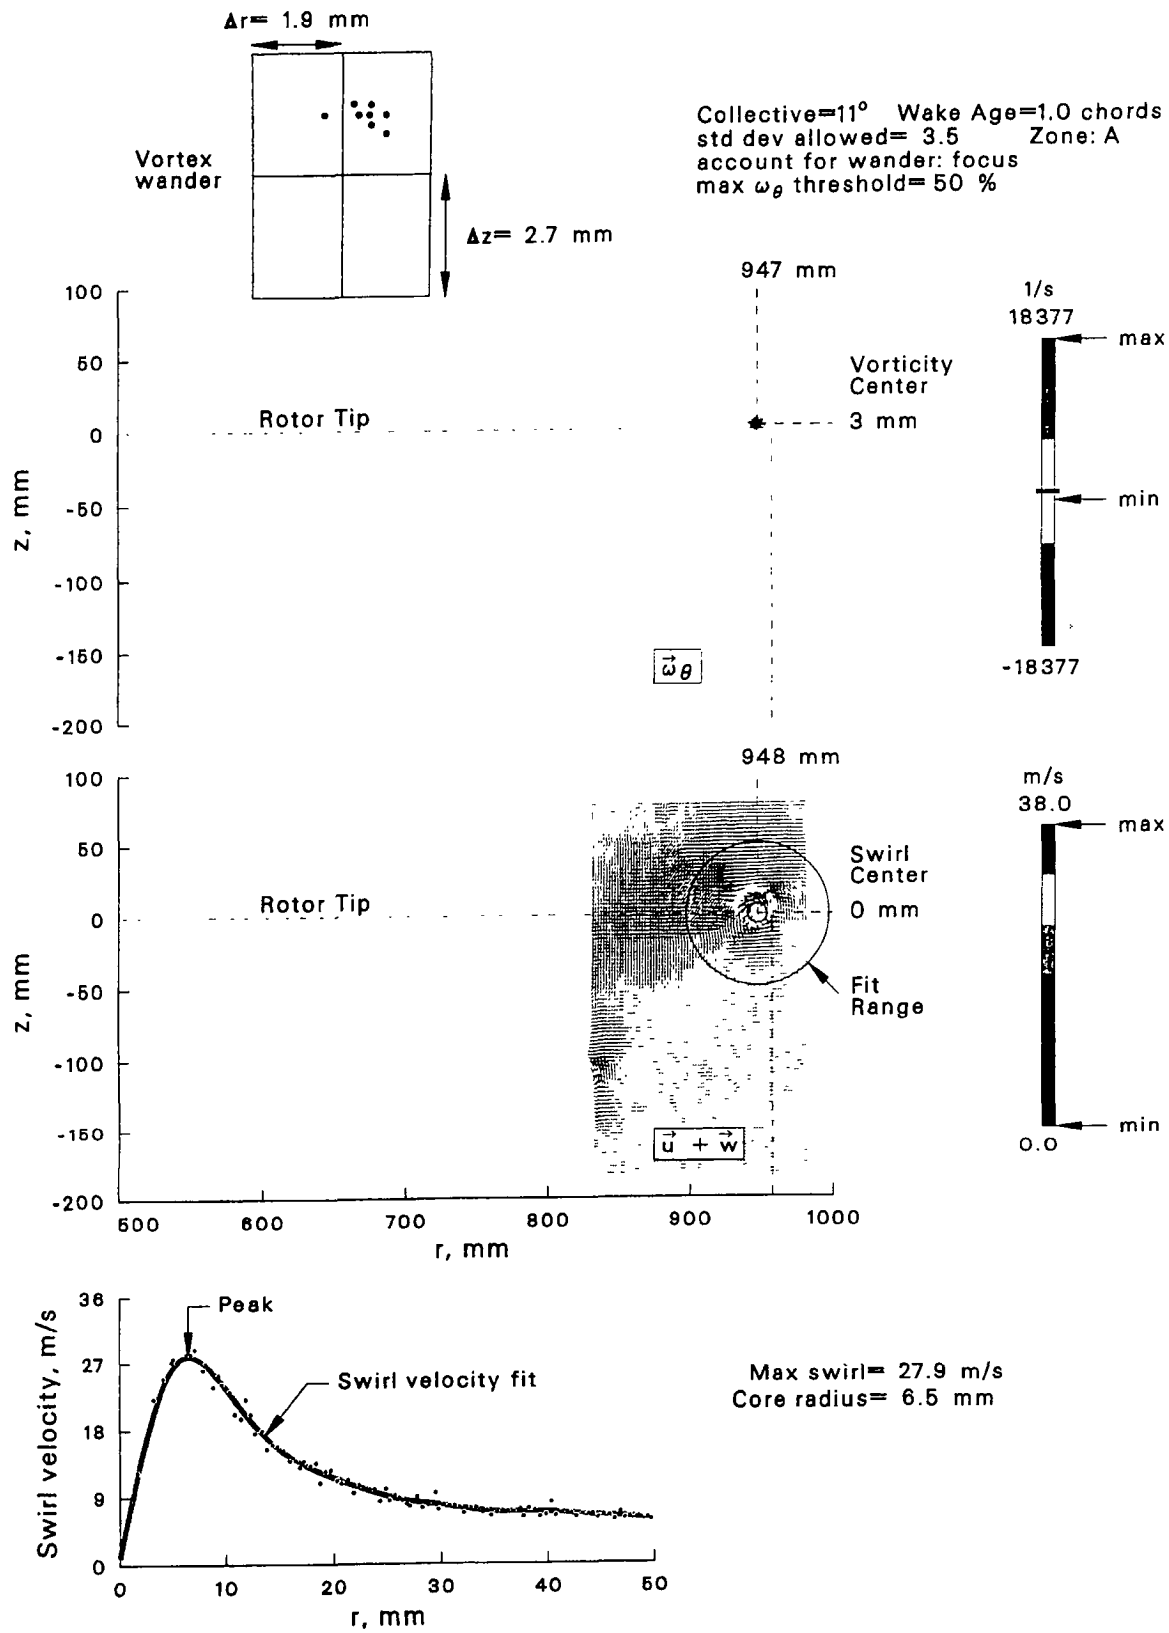 Δr= 1.9 mm
Vortex
wander
Δz= 2.7 mm
Collective=11° Wake Age=1.0 chords
std dev allowed= 3.5 Zone: A
account for wander: focus
max ωθ threshold= 50 %
947 mm
100
50
0
-50
-100
-150
-200
z, mm
Rotor Tip
Vorticity
Center
3 mm
ω⃗θ
1/s
18377
max
min
-18377
948 mm
100
50
0
-50
-100
-150
-200
z, mm
Rotor Tip
Swirl
Center
0 mm
Fit
Range
u⃗ + w⃗
m/s
38.0
max
min
0.0
500 600 700 800 900 1000
r, mm
36
27
18
9
0
Swirl velocity, m/s
Peak
Swirl velocity fit
Max swirl= 27.9 m/s
Core radius= 6.5 mm
0 10 20 30 40 50
r, mm